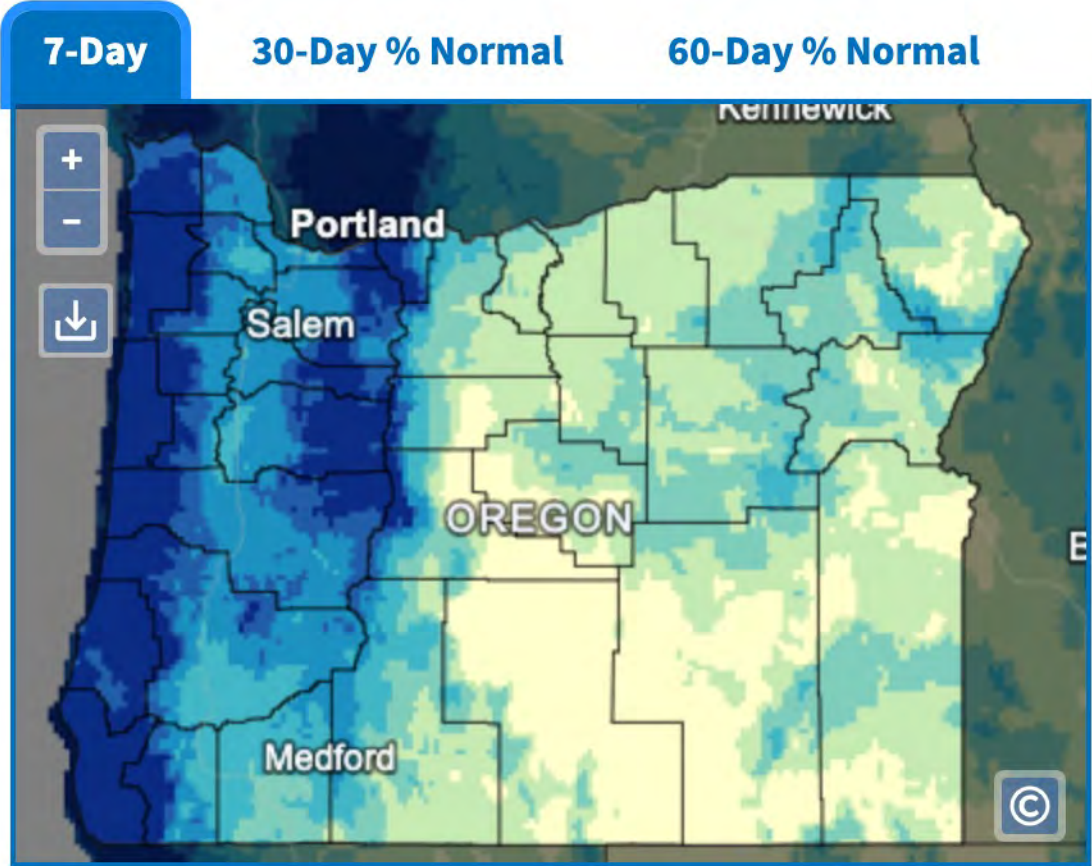 7-Day 30-Day % Normal 60-Day % Normal
Kennewick
+
−
Portland
Salem
OREGON
Medford
©